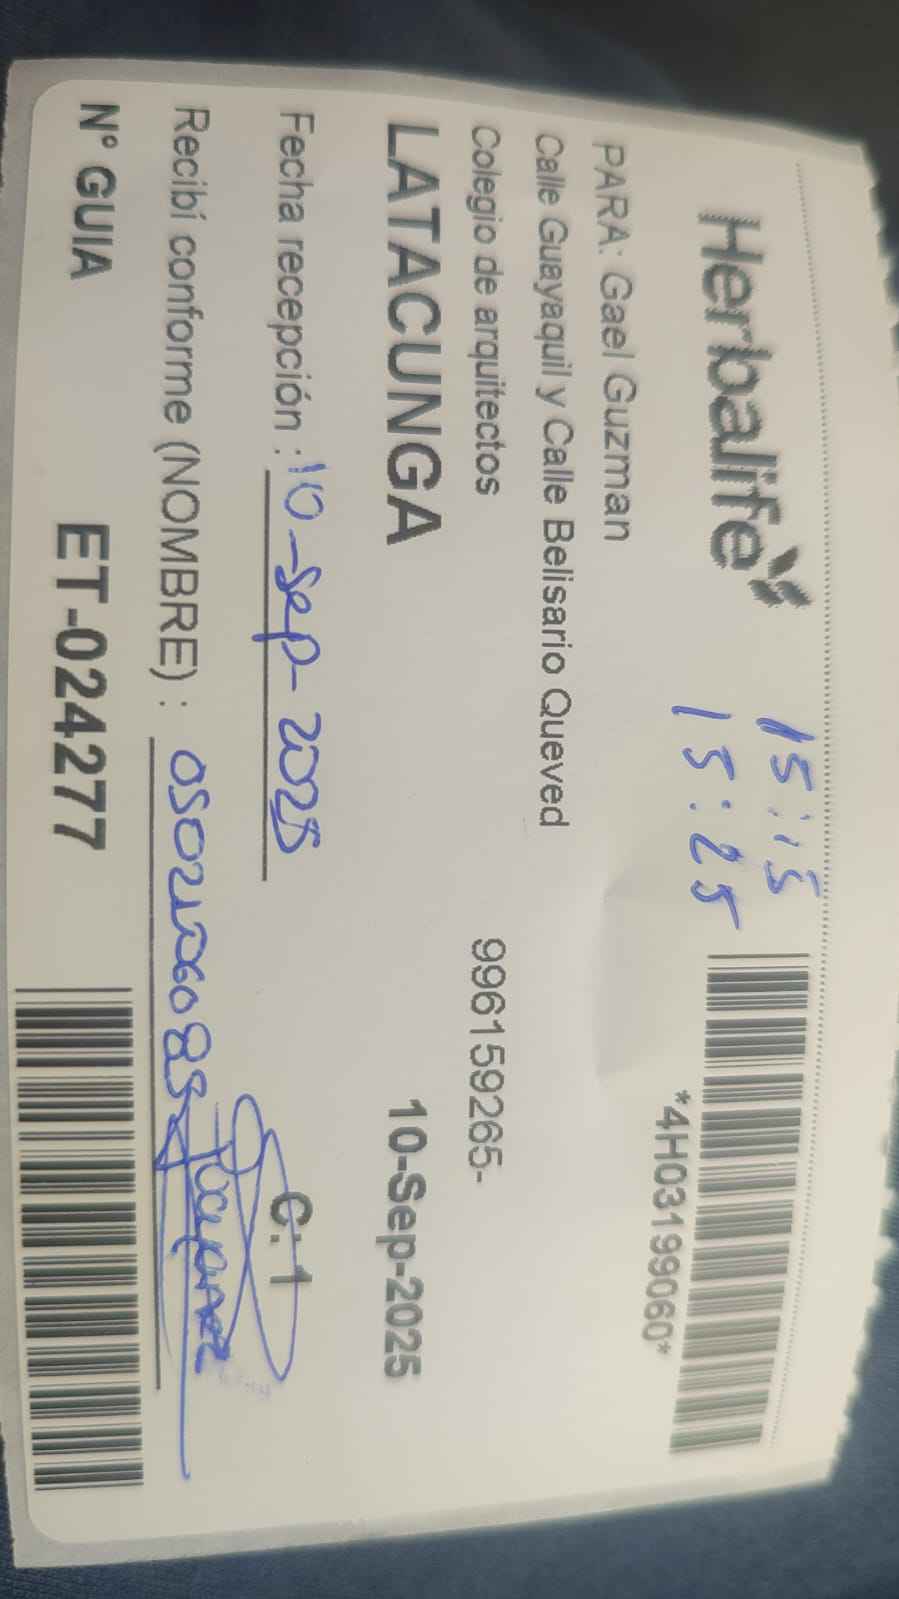 Herbalife
15:15
15:25
*4H03199060*
PARA: Gael Guzman
Calle Guayaquil y Calle Belisario Queved
Colegio de arquitectos 996159265-
LATACUNGA 10-Sep-2025
Fecha recepción : 10-Sep-2025 C. 1
Recibí conforme (NOMBRE) :
N° GUIA ET-024277